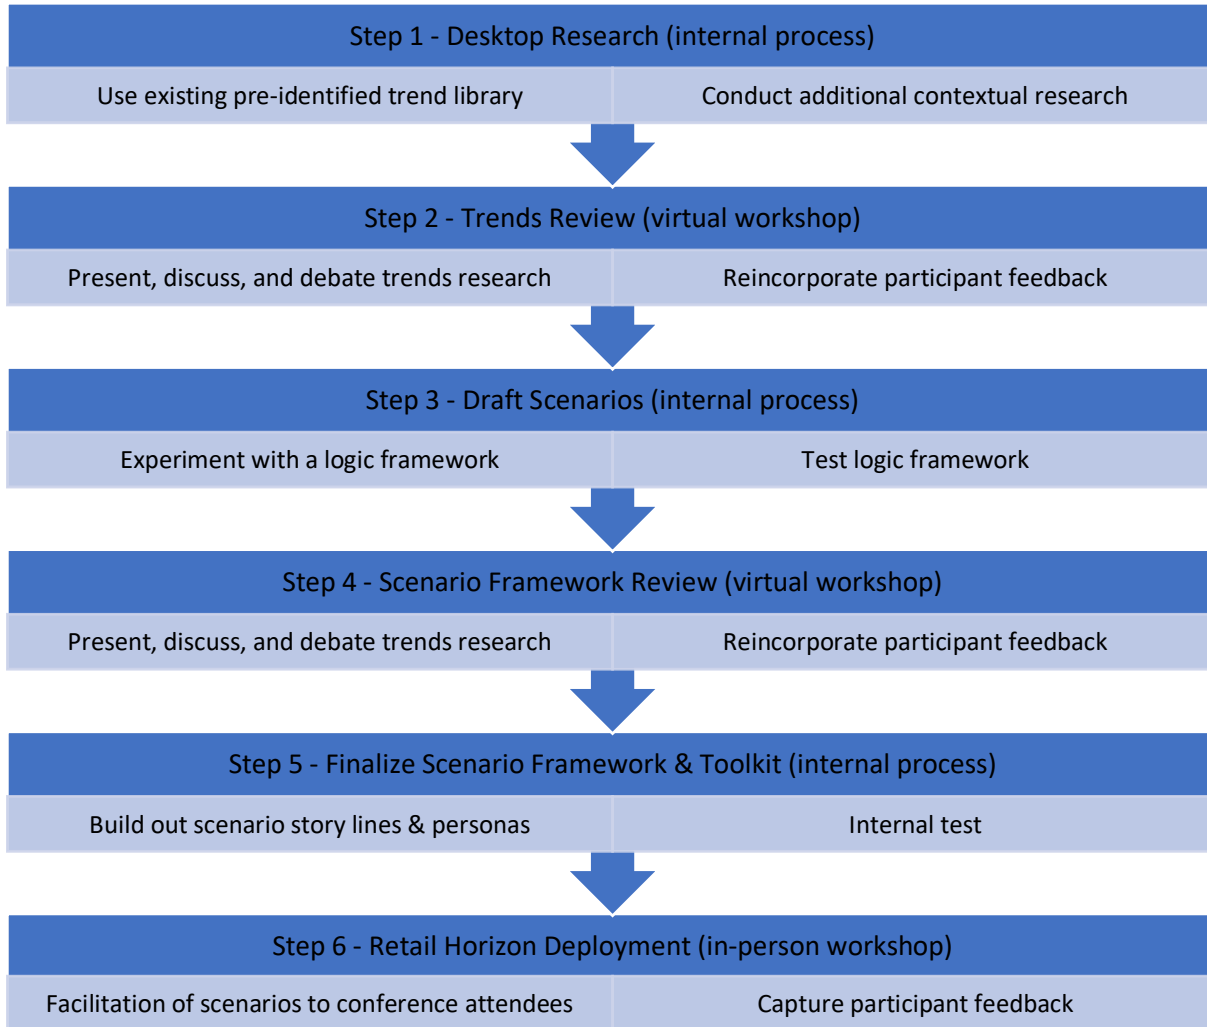 Step 1 - Desktop Research (internal process)
Use existing pre-identified trend library
Conduct additional contextual research
Step 2 - Trends Review (virtual workshop)
Present, discuss, and debate trends research
Reincorporate participant feedback
Step 3 - Draft Scenarios (internal process)
Experiment with a logic framework
Test logic framework
Step 4 - Scenario Framework Review (virtual workshop)
Present, discuss, and debate trends research
Reincorporate participant feedback
Step 5 - Finalize Scenario Framework & Toolkit (internal process)
Build out scenario story lines & personas
Internal test
Step 6 - Retail Horizon Deployment (in-person workshop)
Facilitation of scenarios to conference attendees
Capture participant feedback